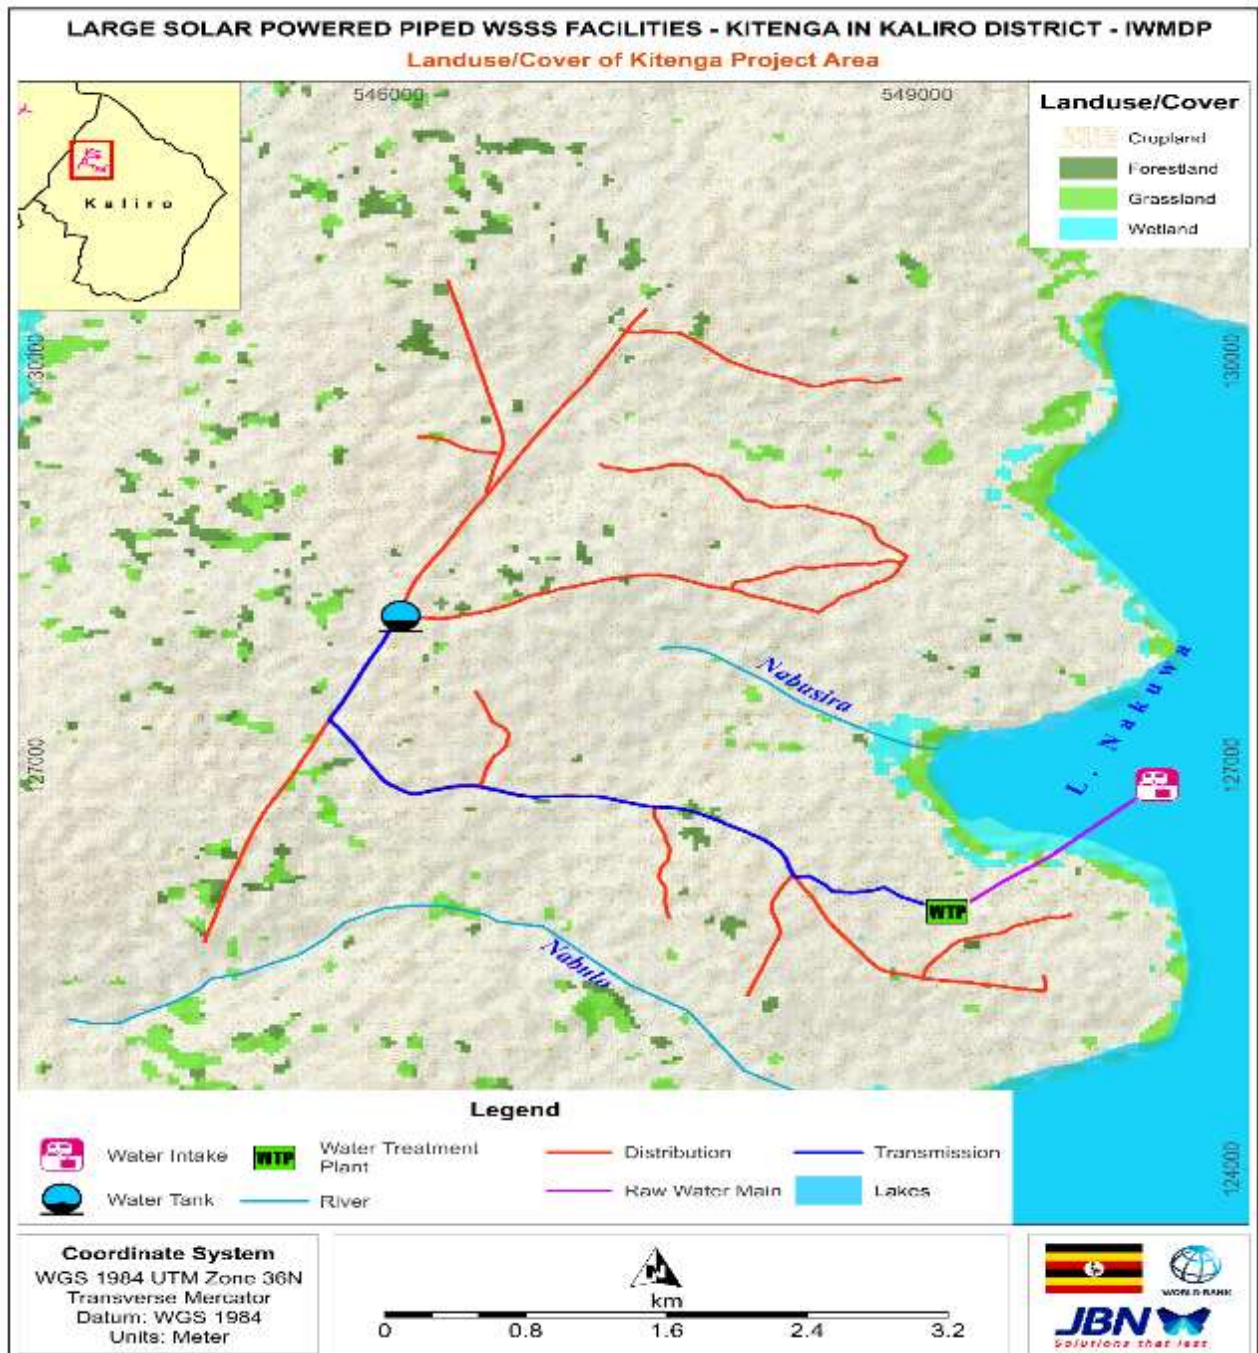 LARGE SOLAR POWERED PIPED WSSS FACILITIES - KITENGA IN KALIRO DISTRICT - IWMDP
Landuse/Cover of Kitenga Project Area
546000
549000
Kaliro
Landuse/Cover
Cropland
Forestland
Grassland
Wetland
130000
130000
Nabusira
L. Nakuwa
127000
127000
WTP
Nabulo
Legend
Water Intake
WTP
Water Treatment
Plant
Distribution
Transmission
Water Tank
River
Raw Water Main
Lakes
124000
Coordinate System
WGS 1984 UTM Zone 36N
Transverse Mercator
Datum: WGS 1984
Units: Meter
N
km
0 0.8 1.6 2.4 3.2
WORLD BANK
JBN
Solutions that last